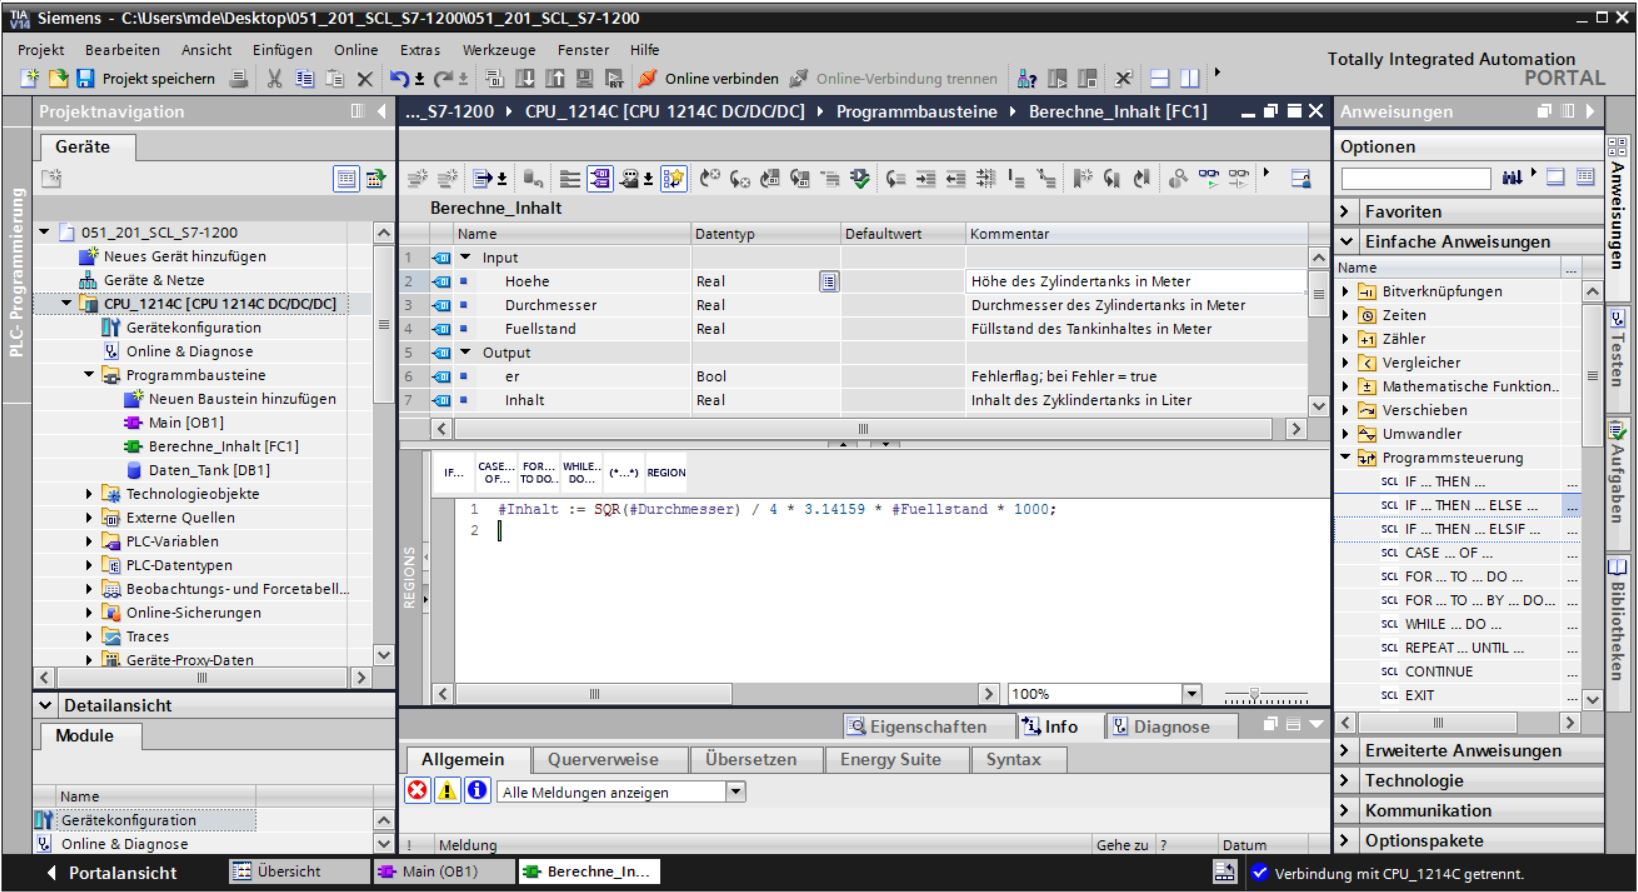 TIA V14 Siemens - C:\Users\mde\Desktop\051_201_SCL_S7-1200\051_201_SCL_S7-1200
Projekt Bearbeiten Ansicht Einfügen Online Extras Werkzeuge Fenster Hilfe
Totally Integrated Automation
PORTAL
Projekt speichern Online verbinden Online-Verbindung trennen
Projektnavigation
Geräte
PLC- Programmierung
051_201_SCL_S7-1200
Neues Gerät hinzufügen
Geräte & Netze
CPU_1214C [CPU 1214C DC/DC/DC]
Gerätekonfiguration
Online & Diagnose
Programmbausteine
Neuen Baustein hinzufügen
Main [OB1]
Berechne_Inhalt [FC1]
Daten_Tank [DB1]
Technologieobjekte
Externe Quellen
PLC-Variablen
PLC-Datentypen
Beobachtungs- und Forcetabell...
Online-Sicherungen
Traces
Geräte-Proxy-Daten
Detailansicht
Module
Name
Gerätekonfiguration
Online & Diagnose
..._S7-1200 CPU_1214C [CPU 1214C DC/DC/DC] Programmbausteine Berechne_Inhalt [FC1]
Berechne_Inhalt
Name Datentyp Defaultwert Kommentar
1 Input
2 Hoehe Real Höhe des Zylindertanks in Meter
3 Durchmesser Real Durchmesser des Zylindertanks in Meter
4 Fuellstand Real Füllstand des Tankinhaltes in Meter
5 Output
6 er Bool Fehlerflag; bei Fehler = true
7 Inhalt Real Inhalt des Zyklindertanks in Liter
IF... CASE... OF... FOR... TO DO... WHILE.. DO... (*...*) REGION
1 #Inhalt := SQR(#Durchmesser) / 4 * 3.14159 * #Fuellstand * 1000;
2
REGIONS
100%
Eigenschaften Info Diagnose
Allgemein Querverweise Übersetzen Energy Suite Syntax
Alle Meldungen anzeigen
! Meldung Gehe zu ? Datum
Anweisungen
Optionen
Favoriten
Einfache Anweisungen
Name ...
Bitverknüpfungen
Zeiten
Zähler
Vergleicher
Mathematische Funktion..
Verschieben
Umwandler
Programmsteuerung
SCL IF ... THEN ... ...
SCL IF ... THEN ... ELSE ... ...
SCL IF ... THEN ... ELSIF ... ...
SCL CASE ... OF ... ...
SCL FOR ... TO ... DO ... ...
SCL FOR ... TO ... BY ... DO... ...
SCL WHILE ... DO ... ...
SCL REPEAT ... UNTIL ... ...
SCL CONTINUE ...
SCL EXIT ...
Erweiterte Anweisungen
Technologie
Kommunikation
Optionspakete
Anweisungen
Testen
Aufgaben
Bibliotheken
Portalansicht Übersicht Main (OB1) Berechne_In... Verbindung mit CPU_1214C getrennt.